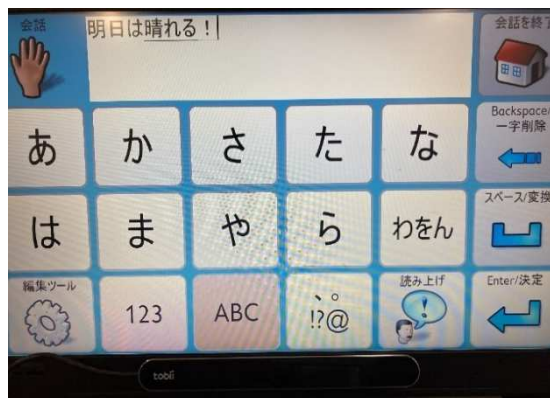 会話
明日は晴れる！
会話を終了
あ
か
さ
た
な
Backspace/
一字削除
は
ま
や
ら
わをん
スペース/変換
編集ツール
123
ABC
、。
!?@
読み上げ
!
Enter/決定
tobii